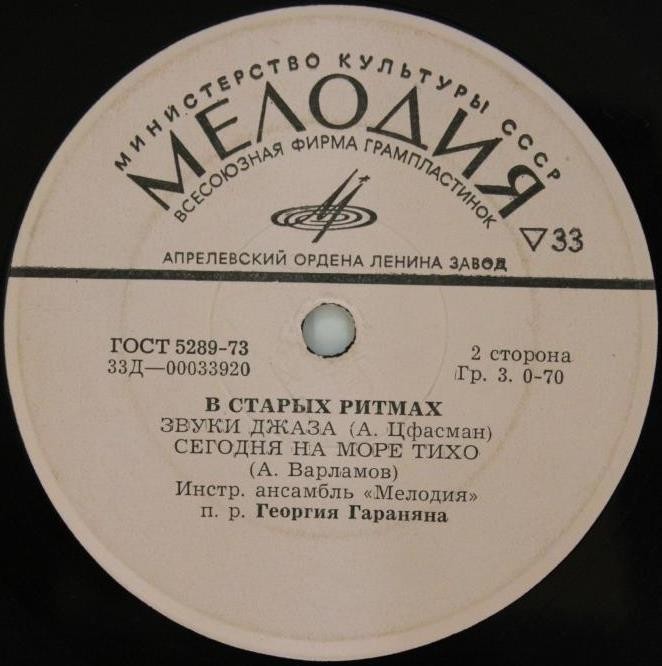 МИНИСТЕРСТВО КУЛЬТУРЫ СССР
МЕЛОДИЯ
ВСЕСОЮЗНАЯ ФИРМА ГРАМПЛАСТИНОК
▽33
АПРЕЛЕВСКИЙ ОРДЕНА ЛЕНИНА ЗАВОД
ГОСТ 5289-73
33Д—00033920
2 сторона
Гр. 3. 0-70
В СТАРЫХ РИТМАХ
ЗВУКИ ДЖАЗА (А. Цфасман)
СЕГОДНЯ НА МОРЕ ТИХО
(А. Варламов)
Инстр. ансамбль «Мелодия»
п. р. Георгия Гараняна